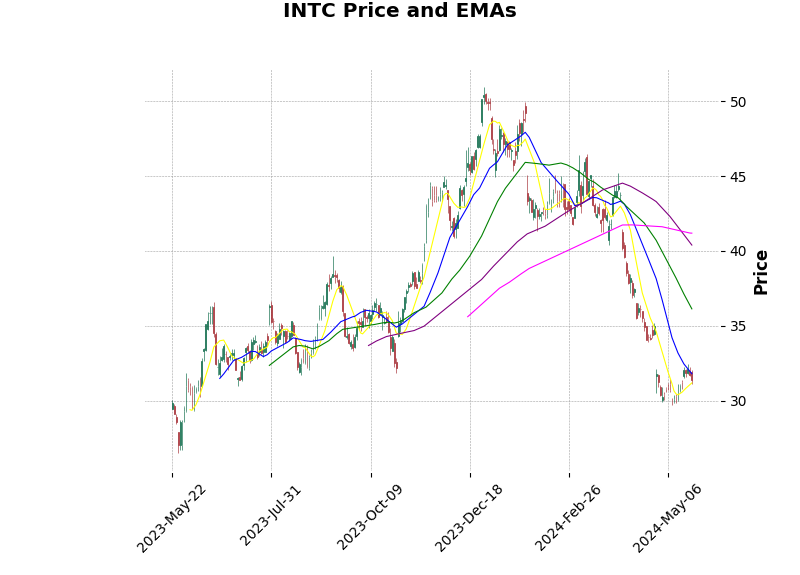 INTC Price and EMAs
50
45
40
35
30
Price
2023-May-22
2023-Jul-31
2023-Oct-09
2023-Dec-18
2024-Feb-26
2024-May-06